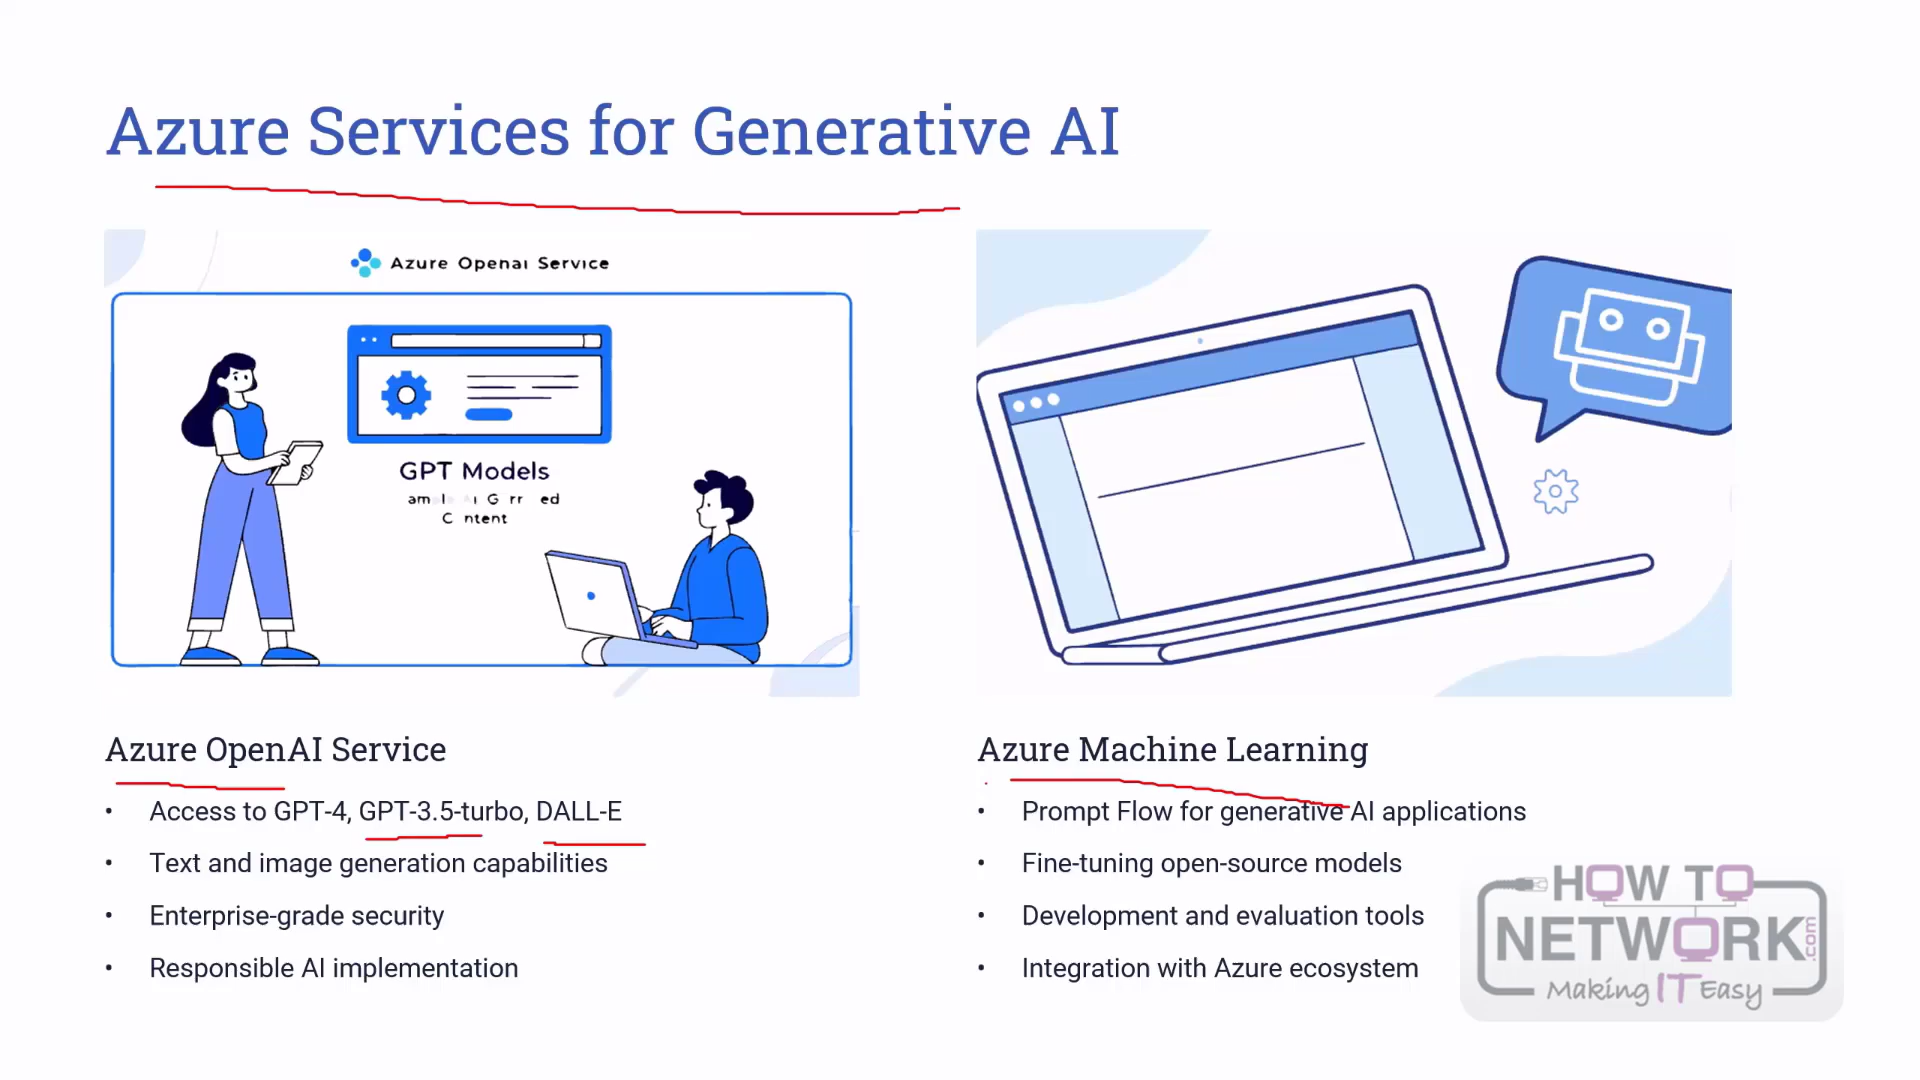 Azure Services for Generative AI
Azure Openai Service
GPT Models
Azure OpenAI Service
• Access to GPT-4, GPT-3.5-turbo, DALL-E
• Text and image generation capabilities
• Enterprise-grade security
• Responsible AI implementation
Azure Machine Learning
• Prompt Flow for generative AI applications
• Fine-tuning open-source models
• Development and evaluation tools
• Integration with Azure ecosystem
HOW TO
NETWORK.com
Making IT Easy